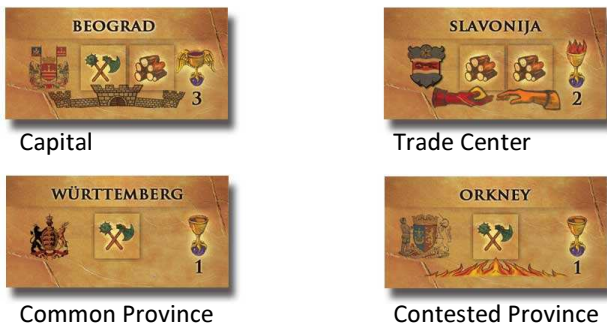 BEOGRAD
3
Capital
SLAVONIJA
2
Trade Center
WÜRTTEMBERG
1
Common Province
ORKNEY
1
Contested Province